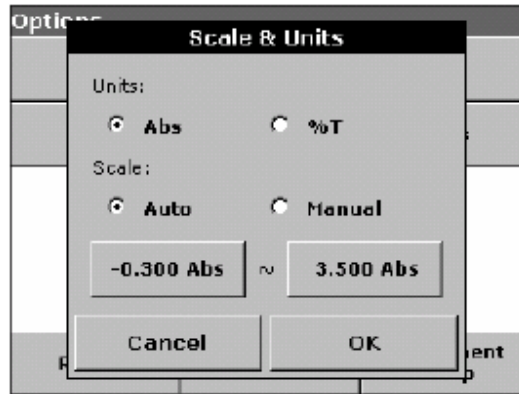 Scale & Units
Units:
Abs %T
Scale:
Auto Manual
-0.300 Abs ~ 3.500 Abs
Cancel OK